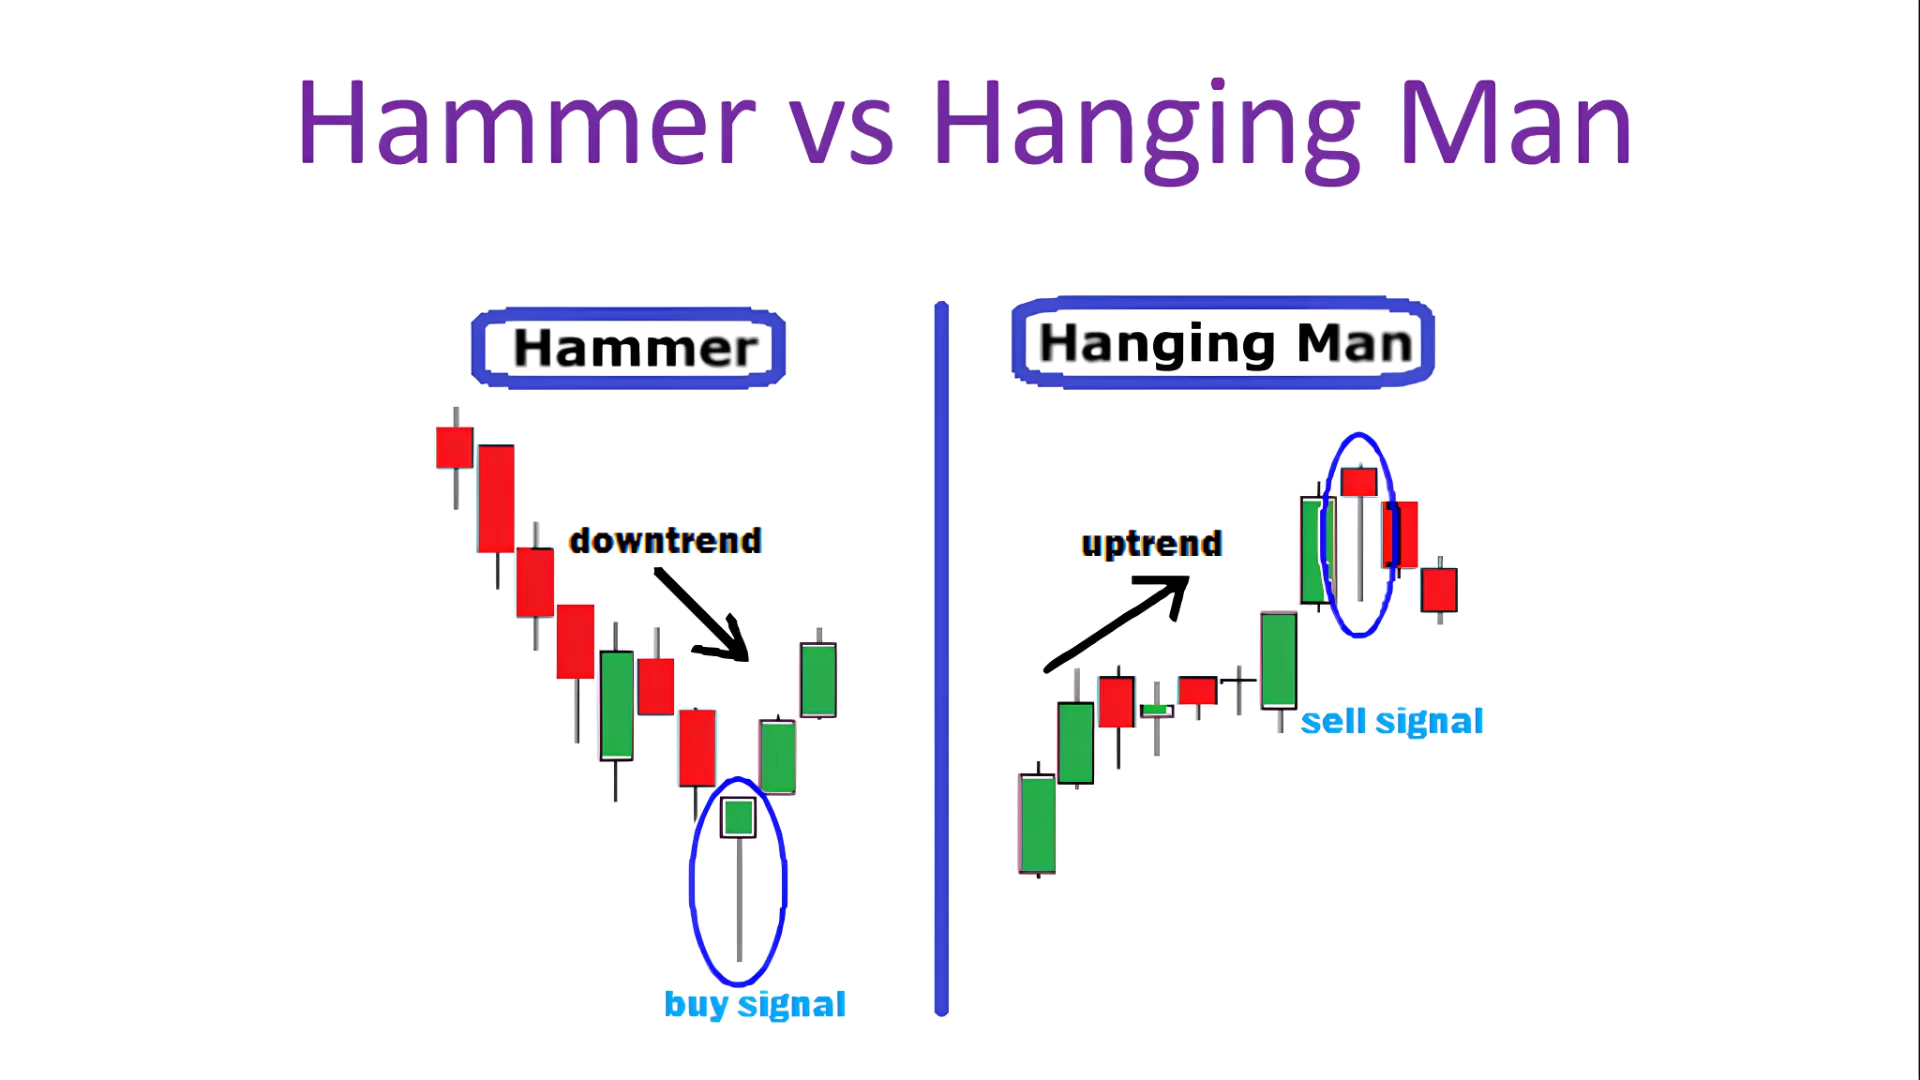 Hammer vs Hanging Man
Hammer
downtrend
buy signal
Hanging Man
uptrend
sell signal